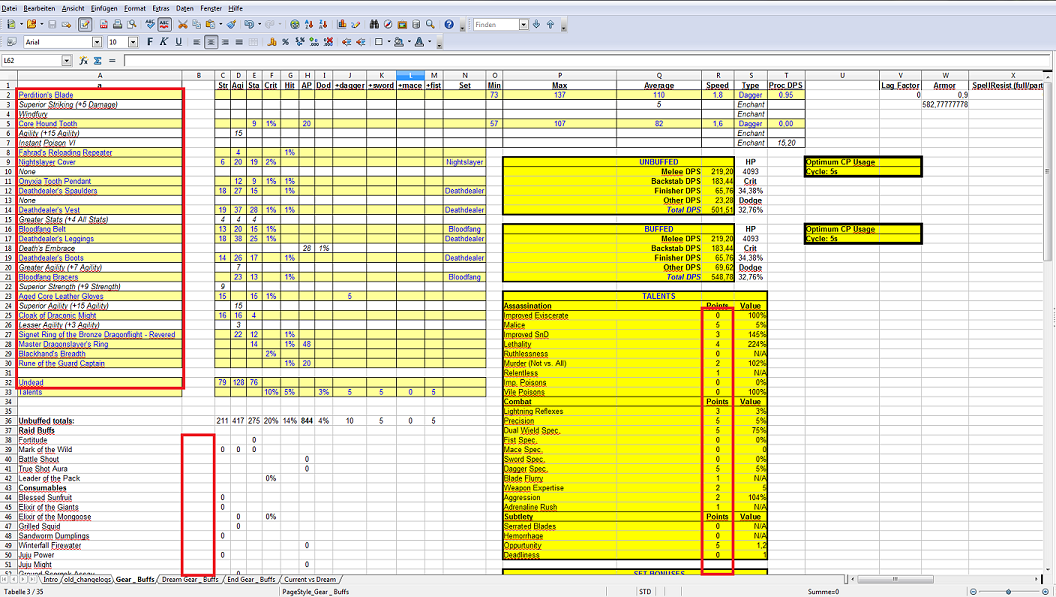 Datei Bearbeiten Ansicht Einfügen Format Extras Daten Fenster Hilfe
Finden
Arial 10 F K U
L62
A B C D E F G H I J K L M N O P Q R S T U V W X
1 a Str Agi Sta Crit Hit AP Dod +dagger +sword +mace +fist Set Min Max Average Speed Type Proc DPS Lag Factor Armor Spell Resist (full/part
2 Perdition's Blade 73 137 110 1.8 Dagger 0,95 0 0.9
3 Superior Striking (+5 Damage) 5 Enchant 582,77777778
4 Windfury Enchant
5 Core Hound Tooth 9 1% 20 57 107 82 1,6 Dagger 0,00
6 Agility (+15 Agility) 15 Enchant
7 Instant Poison VI Enchant 15,20
8 Fahrad's Reloading Repeater 4 1%
9 Nightslayer Cover 6 20 19 2% Nightslayer UNBUFFED HP Optimum CP Usage
10 None Melee DPS 219,20 4093 Cycle: 5s
11 Onyxia Tooth Pendant 12 9 1% 1% Backstab DPS 183,44 Crit
12 Deathdealer's Spaulders 18 27 15 1% Deathdealer Finisher DPS 65,76 34,38%
13 None Other DPS 23,28 Dodge
14 Deathdealer's Vest 19 37 28 1% 1% Deathdealer Total DPS 501,51 32,76%
15 Greater Stats (+4 All Stats) 4 4 4
16 Bloodfang Belt 13 20 15 1% Bloodfang BUFFED HP Optimum CP Usage
17 Deathdealer's Leggings 18 38 25 1% Deathdealer Melee DPS 219,20 4093 Cycle: 5s
18 Death's Embrace 28 1% Backstab DPS 183,44 Crit
19 Deathdealer's Boots 14 26 17 1% Deathdealer Finisher DPS 65,76 34,38%
20 Greater Agility (+7 Agility) 7 Other DPS 69,62 Dodge
21 Bloodfang Bracers 23 13 1% Bloodfang Total DPS 548,78 32,76%
22 Superior Strength (+9 Strength) 9
23 Aged Core Leather Gloves 15 15 1% 5 TALENTS
24 Superior Agility (+15 Agility) 15 Assassination Points Value
25 Cloak of Draconic Might 16 16 4 Improved Eviscerate 0 100%
26 Lesser Agility (+3 Agility) 3 Malice 5 5%
27 Signet Ring of the Bronze Dragonflight - Revered 22 12 1% Improved SnD 3 145%
28 Master Dragonslayer's Ring 14 1% 48 Lethality 4 224%
29 Blackhand's Breadth 2% Ruthlessness 0 N/A
30 Rune of the Guard Captain 1% 20 Murder (Not vs. All) 2 102%
31 Relentless 1 N/A
32 Undead 79 128 76 Imp. Poisons 0 0%
33 Talents 10% 5% 3% 5 5 0 5 Vile Poisons 0 100%
34 Combat Points Value
35 Lightning Reflexes 3 3%
36 Unbuffed totals: 211 417 275 20% 14% 844 4% 10 5 0 5 Precision 5 5%
37 Raid Buffs Dual Wield Spec. 5 75%
38 Fortitude 0 Fist Spec. 0 0%
39 Mark of the Wild 0 0 0 Mace Spec. 0 0
40 Battle Shout 0 Sword Spec. 0 0%
41 True Shot Aura 0 Dagger Spec. 5 5%
42 Leader of the Pack 0% Blade Flurry 1 N/A
43 Consumables Weapon Expertise 2 5
44 Blessed Sunfruit 0 Aggression 2 104%
45 Elixir of the Giants 0 Adrenaline Rush 1 N/A
46 Elixir of the Mongoose 0 0% Subtlety Points Value
47 Grilled Squid 0 Serrated Blades 0 N/A
48 Sandworm Dumplings 0 Hemorrhage 0 N/A
49 Winterfall Firewater 0 Oppurtunity 5 1,2
50 Juju Power 0 Deadliness 0 1
51 Juju Might 0
SET BONUSES
Intro old_changelogs Gear _ Buffs Dream Gear _ Buffs End Gear _ Buffs Current vs Dream
Tabelle 3 / 35 PageStyle_Gear _ Buffs STD Summe=0